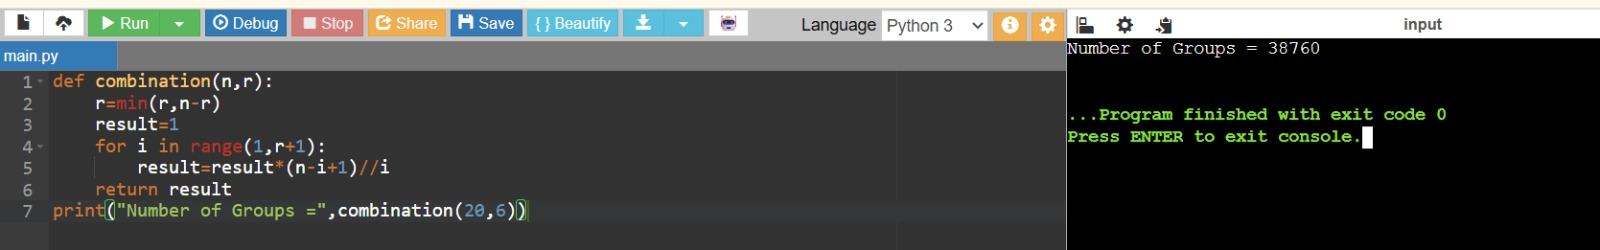 Run Debug Stop Share Save { } Beautify Language Python 3 input
main.py
1 def combination(n,r):
2     r=min(r,n-r)
3     result=1
4     for i in range(1,r+1):
5         result=result*(n-i+1)//i
6     return result
7 print("Number of Groups =",combination(20,6))
Number of Groups = 38760
...Program finished with exit code 0
Press ENTER to exit console.